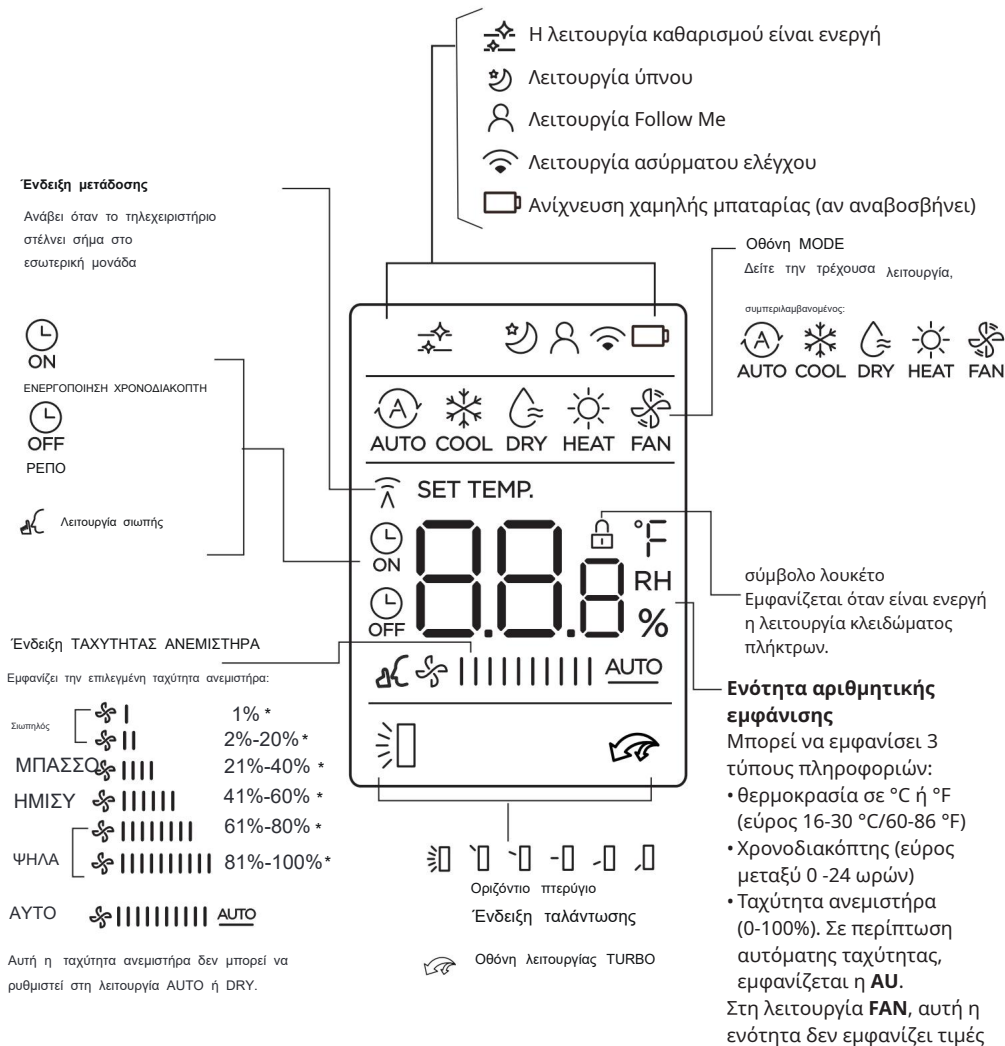 Η λειτουργία καθαρισμού είναι ενεργή
Λειτουργία ύπνου
Λειτουργία Follow Me
Λειτουργία ασύρματου ελέγχου
Ανίχνευση χαμηλής μπαταρίας (αν αναβοσβήνει)
Ένδειξη μετάδοσης
Ανάβει όταν το τηλεχειριστήριο
στέλνει σήμα στο
εσωτερική μονάδα
ON
ΕΝΕΡΓΟΠΟΙΗΣΗ ΧΡΟΝΟΔΙΑΚΟΠΤΗ
OFF
ΡΕΠΟ
Λειτουργία σιωπής
Οθόνη MODE
Δείτε την τρέχουσα λειτουργία,
συμπεριλαμβανομένος:
A
AUTO COOL DRY HEAT FAN
A
AUTO COOL DRY HEAT FAN
SET TEMP.
ON
OFF
88.8
°F
RH
%
AUTO
σύμβολο λουκέτο
Εμφανίζεται όταν είναι ενεργή
η λειτουργία κλειδώματος
πλήκτρων.
Ένδειξη ΤΑΧΥΤΗΤΑΣ ΑΝΕΜΙΣΤΗΡΑ
Εμφανίζει την επιλεγμένη ταχύτητα ανεμιστήρα:
Σιωπηλός
1% *
2%-20% *
ΜΠΑΣΣΟ 21%-40% *
ΗΜΙΣΥ 41%-60% *
61%-80% *
ΨΗΛΑ 81%-100% *
ΑΥΤΟ AUTO
Αυτή η ταχύτητα ανεμιστήρα δεν μπορεί να
ρυθμιστεί στη λειτουργία AUTO ή DRY.
Οριζόντιο πτερύγιο
Ένδειξη ταλάντωσης
Οθόνη λειτουργίας TURBO
Ενότητα αριθμητικής
εμφάνισης
Μπορεί να εμφανίσει 3
τύπους πληροφοριών:
• θερμοκρασία σε °C ή °F
(εύρος 16-30 °C/60-86 °F)
• Χρονοδιακόπτης (εύρος
μεταξύ 0 -24 ωρών)
• Ταχύτητα ανεμιστήρα
(0-100%). Σε περίπτωση
αυτόματης ταχύτητας,
εμφανίζεται η AU.
Στη λειτουργία FAN, αυτή η
ενότητα δεν εμφανίζει τιμές